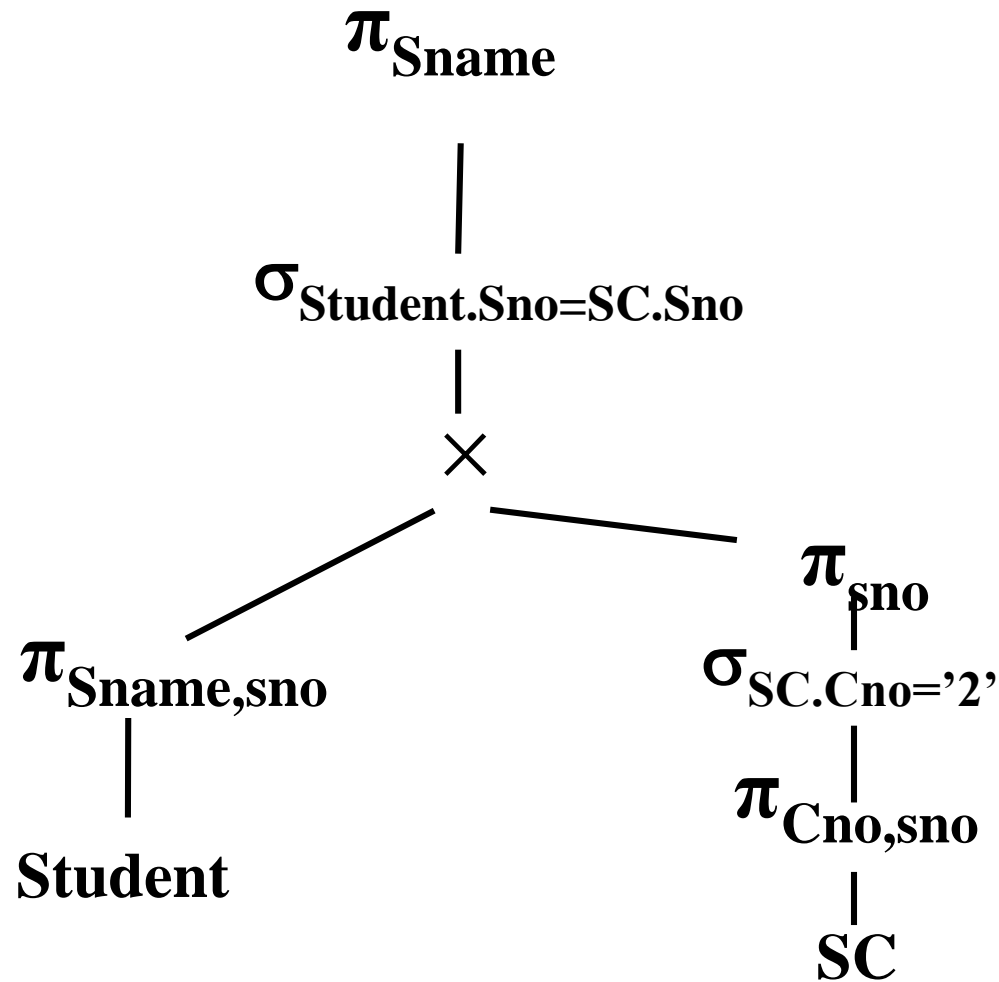 πSname
σStudent.Sno=SC.Sno
×
πsno
πSname,sno
σSC.Cno=’2’
πCno,sno
Student
SC